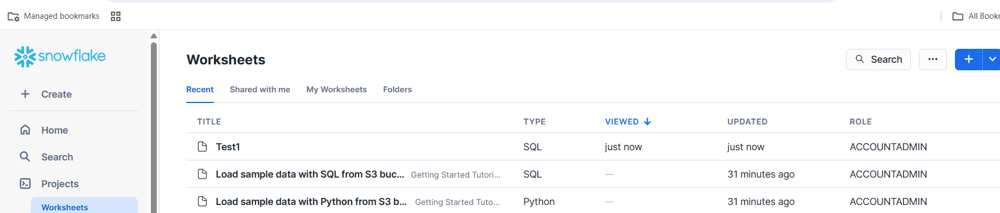 Managed bookmarks
All Bookr
snowflake
Create
Home
Search
Projects
Worksheets
Worksheets
Search
Recent Shared with me My Worksheets Folders
TITLE TYPE VIEWED UPDATED ROLE
Test1 SQL just now just now ACCOUNTADMIN
Load sample data with SQL from S3 buc... Getting Started Tutori... SQL — 31 minutes ago ACCOUNTADMIN
Load sample data with Python from S3 b... Getting Started Tuto... Python — 31 minutes ago ACCOUNTADMIN